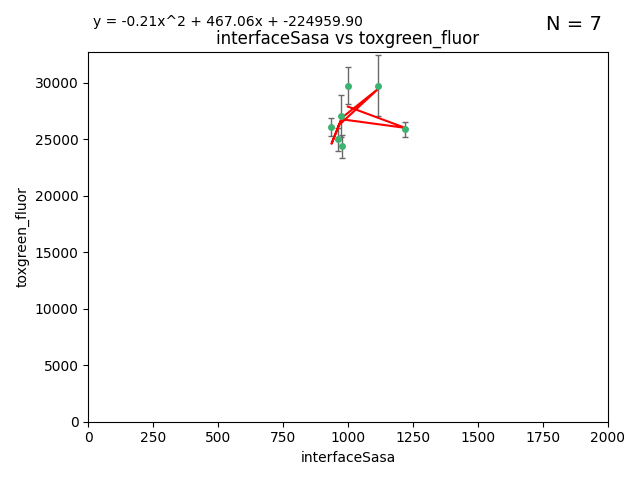 y = -0.21x^2 + 467.06x + -224959.90
N = 7
interfaceSasa vs toxgreen_fluor
toxgreen_fluor
30000
25000
20000
15000
10000
5000
0
0 250 500 750 1000 1250 1500 1750 2000
interfaceSasa